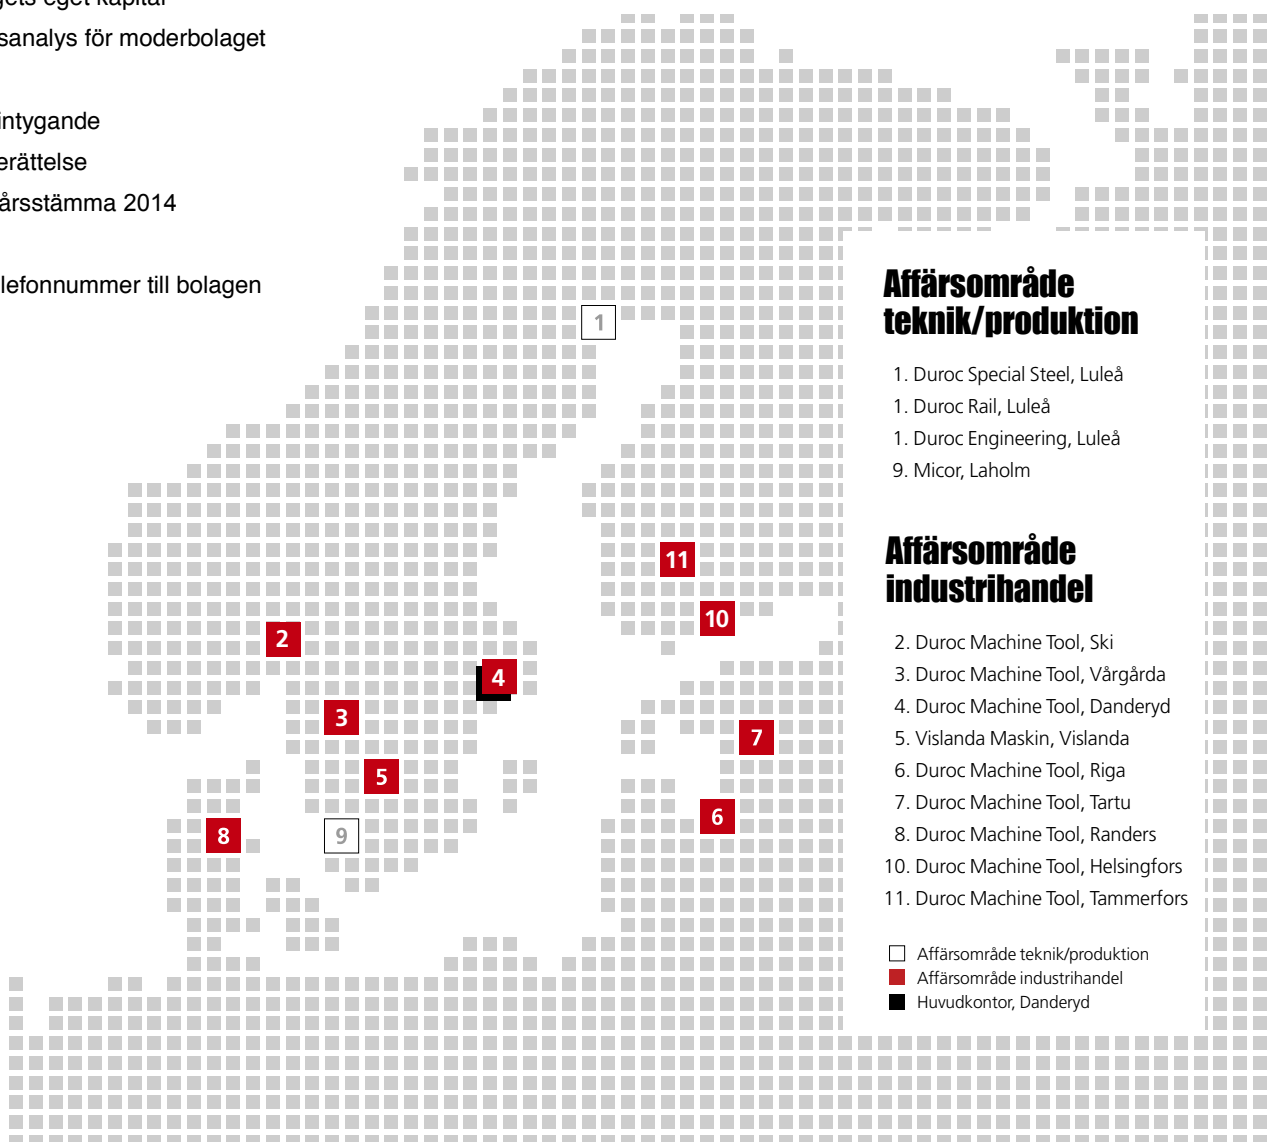 gets eget kapital
sanalys för moderbolaget
intygande
erättelse
årsstämma 2014
lefonnummer till bolagen
1
11
10
2
4
3
7
5
6
8
9
Affärsområde
teknik/produktion
1. Duroc Special Steel, Luleå
1. Duroc Rail, Luleå
1. Duroc Engineering, Luleå
9. Micor, Laholm
Affärsområde
industrihandel
2. Duroc Machine Tool, Ski
3. Duroc Machine Tool, Vårgårda
4. Duroc Machine Tool, Danderyd
5. Vislanda Maskin, Vislanda
6. Duroc Machine Tool, Riga
7. Duroc Machine Tool, Tartu
8. Duroc Machine Tool, Randers
10. Duroc Machine Tool, Helsingfors
11. Duroc Machine Tool, Tammerfors
Affärsområde teknik/produktion
Affärsområde industrihandel
Huvudkontor, Danderyd